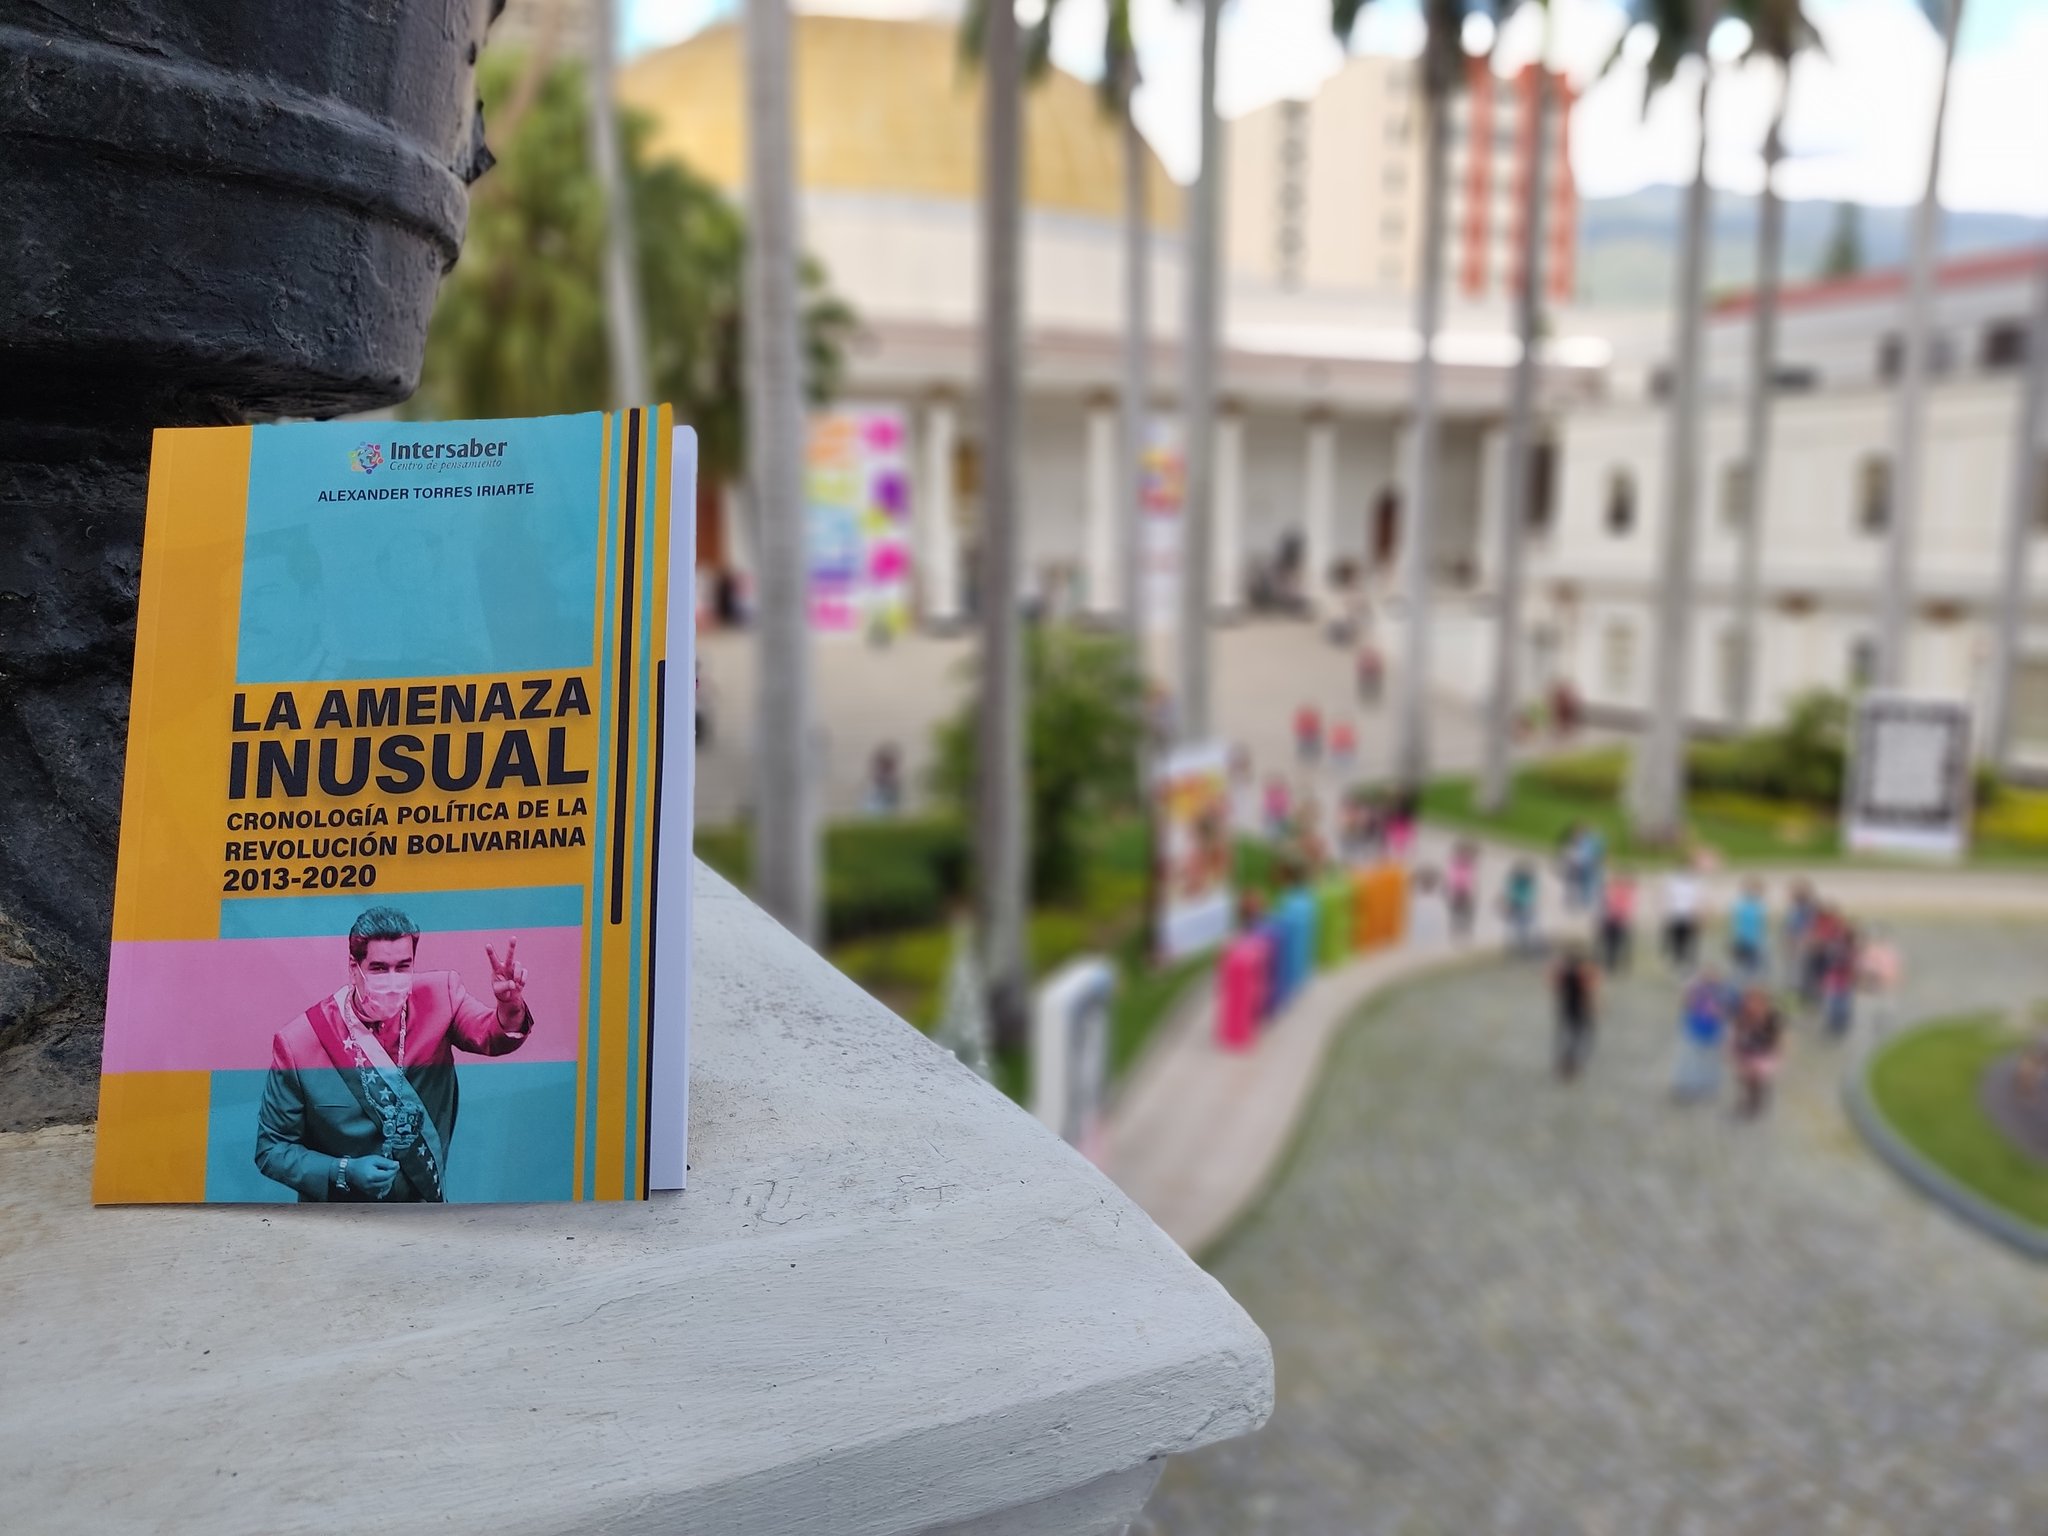 Intersaber
Centro de pensamiento
ALEXANDER TORRES IRIARTE
LA AMENAZA
INUSUAL
CRONOLOGÍA POLÍTICA DE LA
REVOLUCIÓN BOLIVARIANA
2013-2020